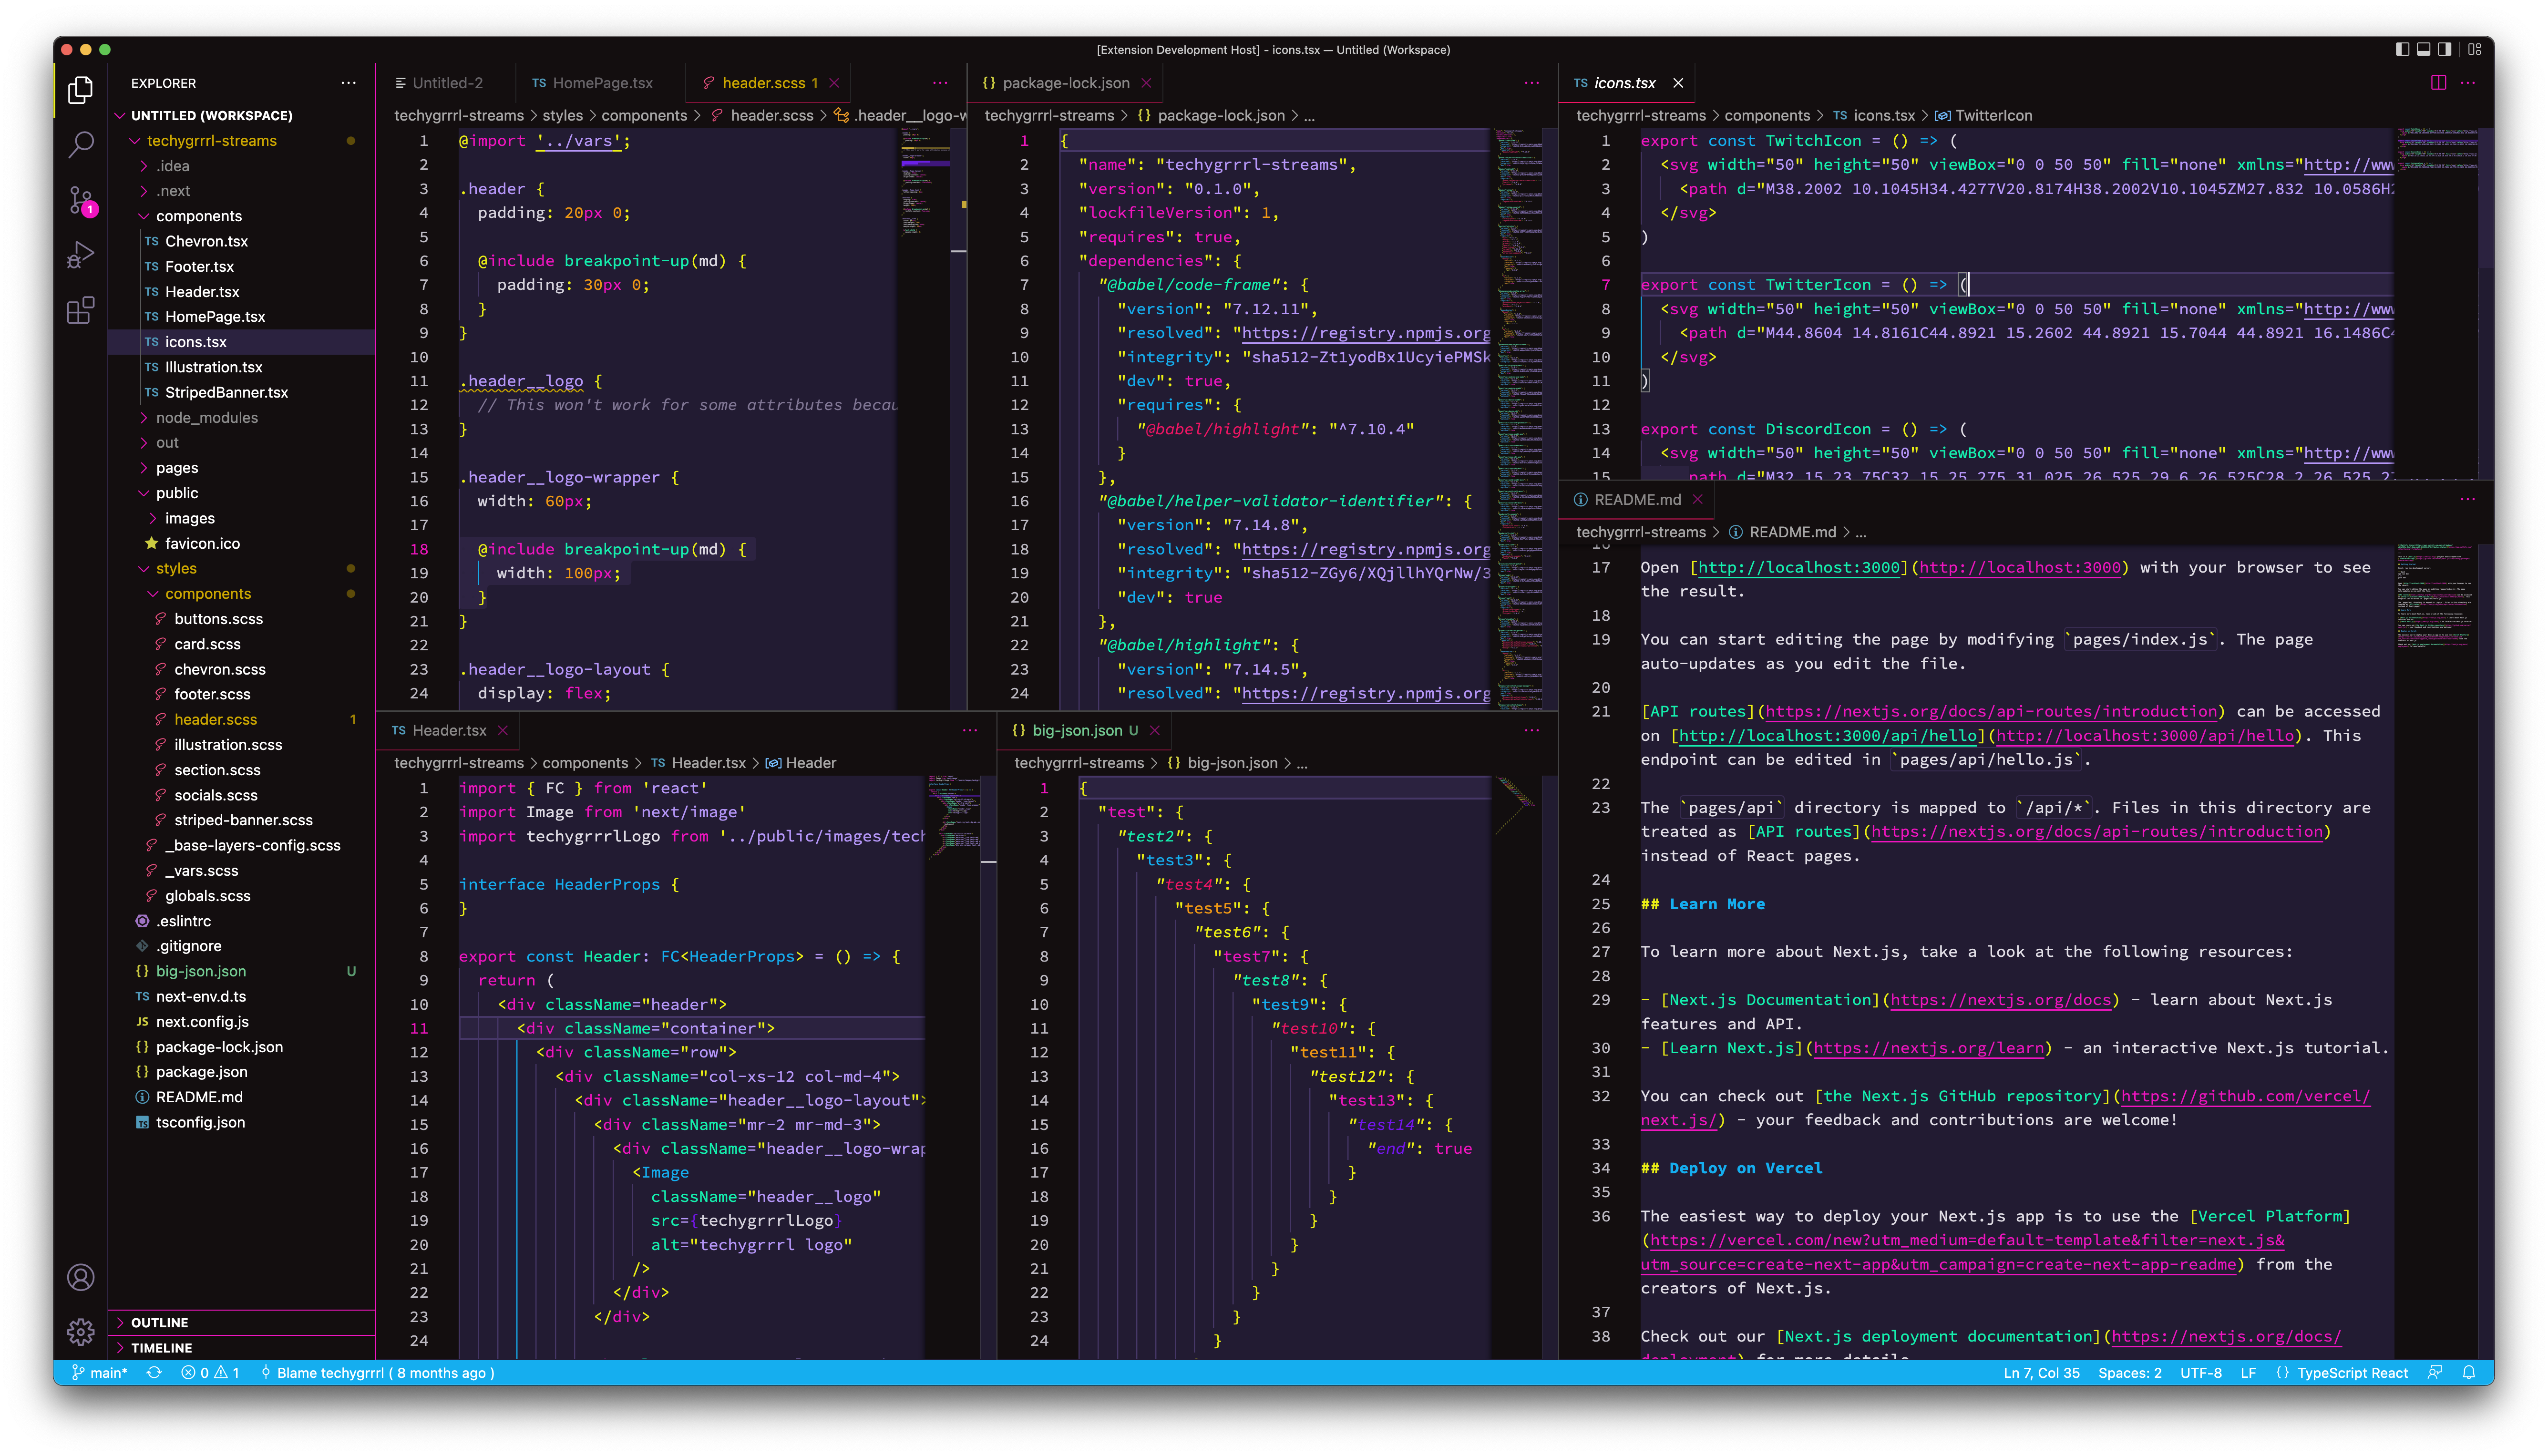 [Extension Development Host] - icons.tsx — Untitled (Workspace)
EXPLORER
UNTITLED (WORKSPACE)
techygrrrl-streams
.idea
.next
components
TS Chevron.tsx
TS Footer.tsx
TS Header.tsx
TS HomePage.tsx
TS icons.tsx
TS Illustration.tsx
TS StripedBanner.tsx
node_modules
out
pages
public
images
favicon.ico
styles
components
buttons.scss
card.scss
chevron.scss
footer.scss
header.scss 1
illustration.scss
section.scss
socials.scss
striped-banner.scss
_base-layers-config.scss
_vars.scss
globals.scss
.eslintrc
.gitignore
{} big-json.json U
TS next-env.d.ts
JS next.config.js
{} package-lock.json
{} package.json
README.md
tsconfig.json
OUTLINE
TIMELINE
1
Untitled-2
TS HomePage.tsx
header.scss 1
techygrrrl-streams > styles > components > header.scss > .header__logo-w
1 @import '../vars';
2
3 .header {
4 padding: 20px 0;
5
6 @include breakpoint-up(md) {
7 padding: 30px 0;
8 }
9 }
10
11 .header__logo {
12 // This won't work for some attributes becau
13 }
14
15 .header__logo-wrapper {
16 width: 60px;
17
18 @include breakpoint-up(md) {
19 width: 100px;
20 }
21 }
22
23 .header__logo-layout {
24 display: flex;
{} package-lock.json
techygrrrl-streams > {} package-lock.json > ...
1 {
2 "name": "techygrrrl-streams",
3 "version": "0.1.0",
4 "lockfileVersion": 1,
5 "requires": true,
6 "dependencies": {
7 "@babel/code-frame": {
8 "version": "7.12.11",
9 "resolved": "https://registry.npmjs.org
10 "integrity": "sha512-Zt1yodBx1UcyiePMSk
11 "dev": true,
12 "requires": {
13 "@babel/highlight": "^7.10.4"
14 }
15 },
16 "@babel/helper-validator-identifier": {
17 "version": "7.14.8",
18 "resolved": "https://registry.npmjs.org
19 "integrity": "sha512-ZGy6/XQjllhYQrNw/3
20 "dev": true
21 },
22 "@babel/highlight": {
23 "version": "7.14.5",
24 "resolved": "https://registry.npmjs.org
TS Header.tsx
techygrrrl-streams > components > TS Header.tsx > Header
1 import { FC } from 'react'
2 import Image from 'next/image'
3 import techygrrrlLogo from '../public/images/tech
4
5 interface HeaderProps {
6 }
7
8 export const Header: FC<HeaderProps> = () => {
9 return (
10 <div className="header">
11 <div className="container">
12 <div className="row">
13 <div className="col-xs-12 col-md-4">
14 <div className="header__logo-layout">
15 <div className="mr-2 mr-md-3">
16 <div className="header__logo-wrap
17 <Image
18 className="header__logo"
19 src={techygrrrlLogo}
20 alt="techygrrrl logo"
21 />
22 </div>
23 </div>
24
{} big-json.json U
techygrrrl-streams > {} big-json.json > ...
1 {
2 "test": {
3 "test2": {
4 "test3": {
5 "test4": {
6 "test5": {
7 "test6": {
8 "test7": {
9 "test8": {
10 "test9": {
11 "test10": {
12 "test11": {
13 "test12": {
14 "test13": {
15 "test14": {
16 "end": true
17 }
18 }
19 }
20 }
21 }
22 }
23 }
24 }
TS icons.tsx
techygrrrl-streams > components > TS icons.tsx > TwitterIcon
1 export const TwitchIcon = () => (
2 <svg width="50" height="50" viewBox="0 0 50 50" fill="none" xmlns="http://ww
3 <path d="M38.2002 10.1045H34.4277V20.8174H38.2002V10.1045ZM27.832 10.0586H2
4 </svg>
5 )
6
7 export const TwitterIcon = () => (
8 <svg width="50" height="50" viewBox="0 0 50 50" fill="none" xmlns="http://ww
9 <path d="M44.8604 14.8161C44.8921 15.2602 44.8921 15.7044 44.8921 16.1486C4
10 </svg>
11 )
12
13 export const DiscordIcon = () => (
14 <svg width="50" height="50" viewBox="0 0 50 50" fill="none" xmlns="http://ww
15 path d="M32.15 23.75C32.15 25.275 31.025 26.525 29.6 26.525C28.2 26.525 27
README.md
techygrrrl-streams > README.md > ...
16
17 Open [http://localhost:3000](http://localhost:3000) with your browser to see
the result.
18
19 You can start editing the page by modifying `pages/index.js`. The page
auto-updates as you edit the file.
20
21 [API routes](https://nextjs.org/docs/api-routes/introduction) can be accessed
on [http://localhost:3000/api/hello](http://localhost:3000/api/hello). This
endpoint can be edited in `pages/api/hello.js`.
22
23 The `pages/api` directory is mapped to `/api/*`. Files in this directory are
treated as [API routes](https://nextjs.org/docs/api-routes/introduction)
instead of React pages.
24
25 ## Learn More
26
27 To learn more about Next.js, take a look at the following resources:
28
29 - [Next.js Documentation](https://nextjs.org/docs) - learn about Next.js
features and API.
30 - [Learn Next.js](https://nextjs.org/learn) - an interactive Next.js tutorial.
31
32 You can check out [the Next.js GitHub repository](https://github.com/vercel/
next.js/) - your feedback and contributions are welcome!
33
34 ## Deploy on Vercel
35
36 The easiest way to deploy your Next.js app is to use the [Vercel Platform]
(https://vercel.com/new?utm_medium=default-template&filter=next.js&
utm_source=create-next-app&utm_campaign=create-next-app-readme) from the
creators of Next.js.
37
38 Check out our [Next.js deployment documentation](https://nextjs.org/docs/
deployment) for more details.
main* 0 1 Blame techygrrrl ( 8 months ago )
Ln 7, Col 35 Spaces: 2 UTF-8 LF {} TypeScript React